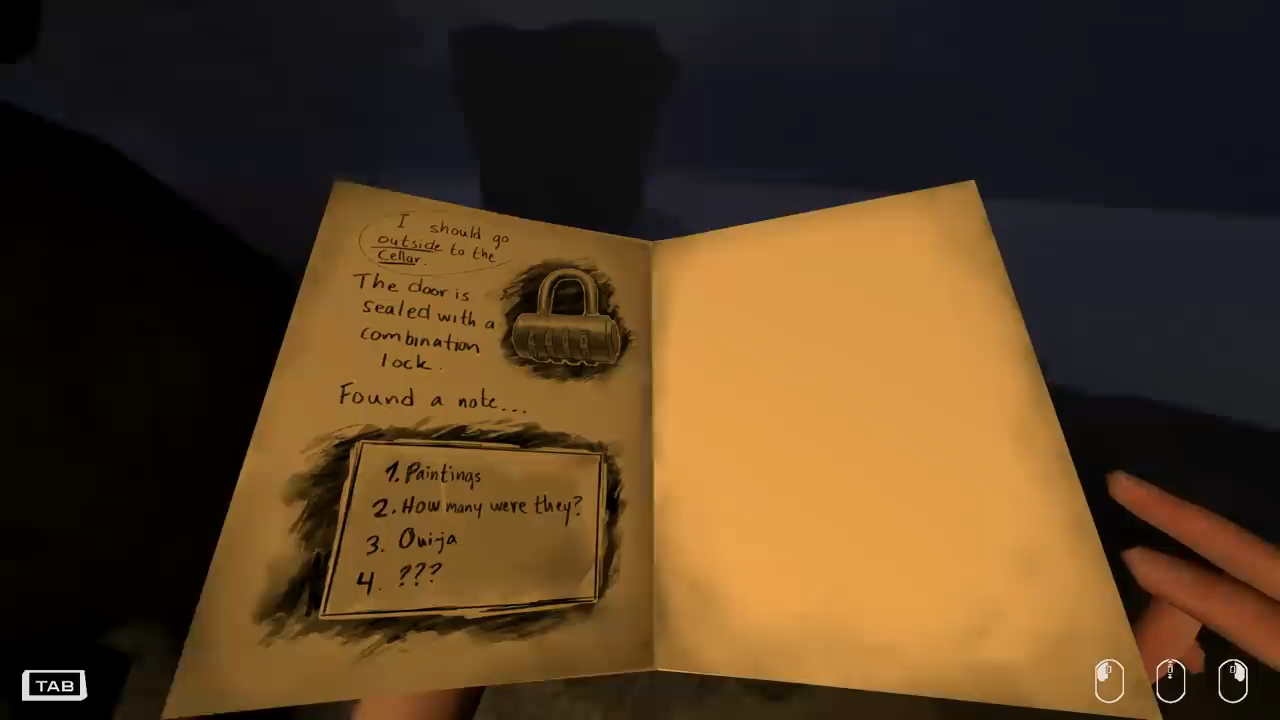 I should go
outside to the
Cellar.
The door is
sealed with a
combination
lock.
Found a note...
1. Paintings
2. How many were they?
3. Ouija
4. ???
TAB